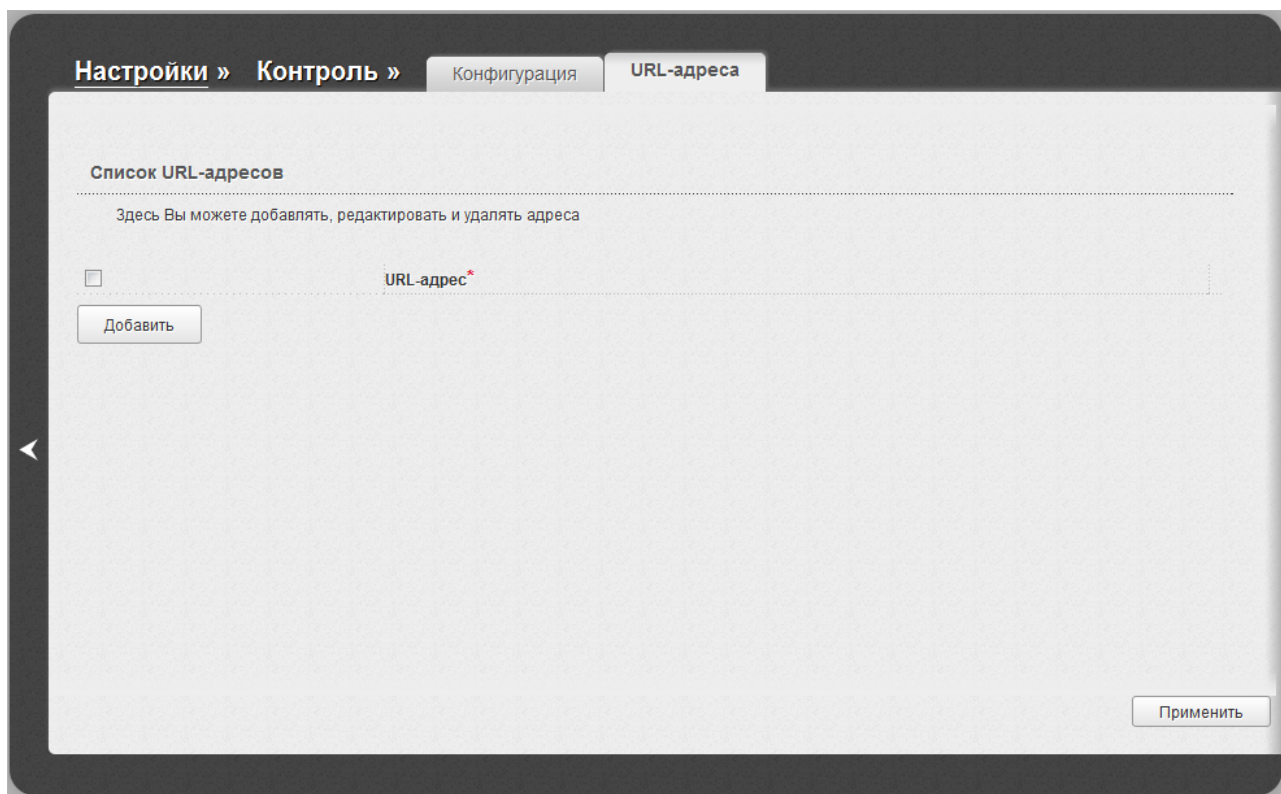 Настройки » Контроль » Конфигурация URL-адреса
Список URL-адресов
Здесь Вы можете добавлять, редактировать и удалять адреса
URL-адрес*
Добавить
Применить